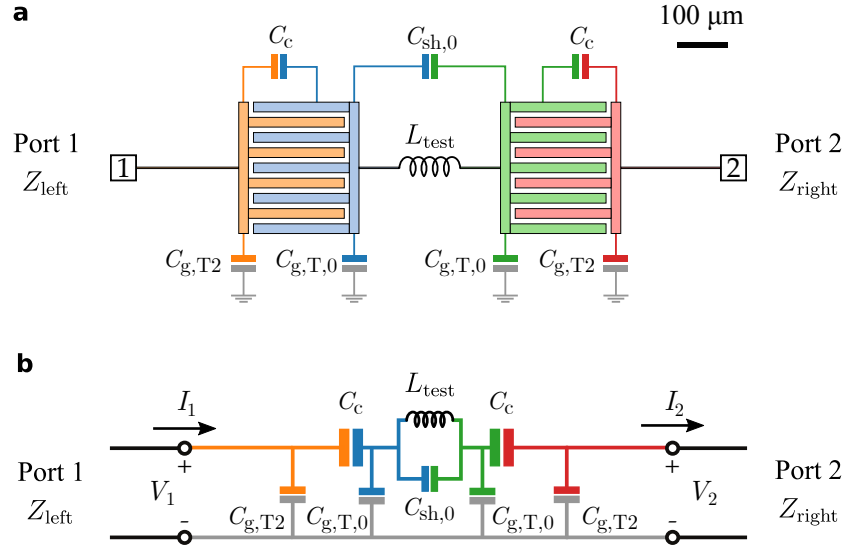 a
100 μm
C_c
C_sh,0
C_c
Port 1
Z_left
1
L_test
2
Port 2
Z_right
C_g,T2
C_g,T,0
C_g,T,0
C_g,T2
b
I_1
C_c
L_test
C_c
I_2
Port 1
Z_left
+
V_1
-
C_g,T2
C_g,T,0
C_sh,0
C_g,T,0
C_g,T2
+
V_2
-
Port 2
Z_right